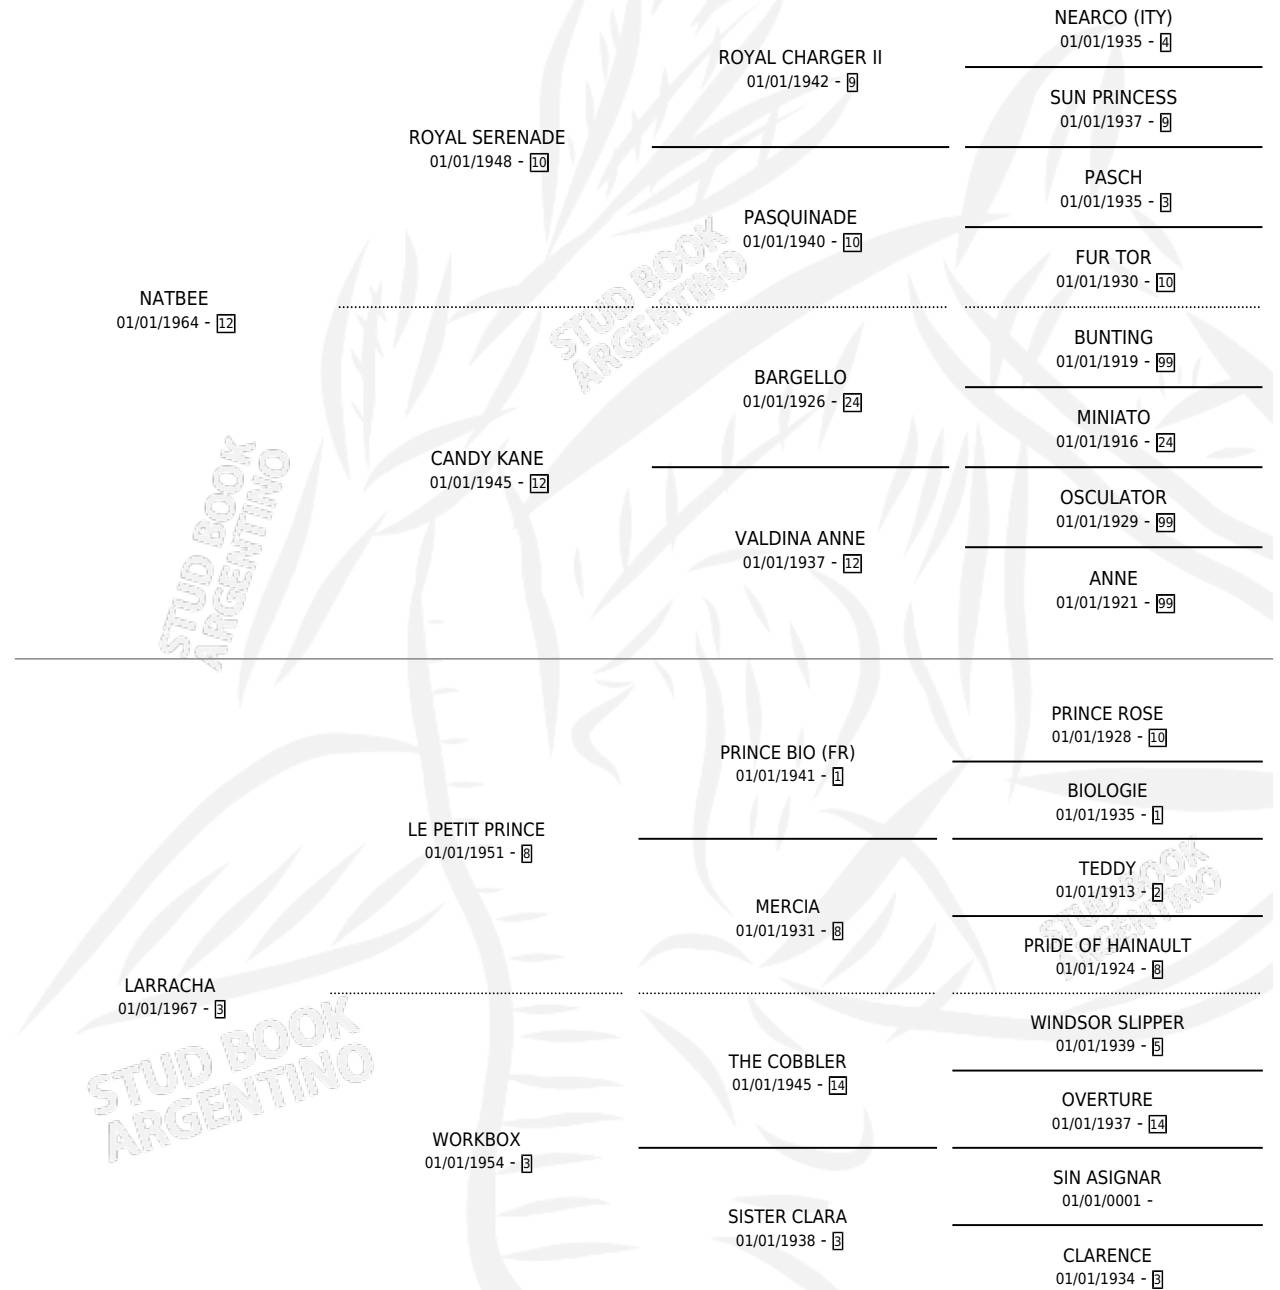 NEARCO (ITY)
01/01/1935 - 4
ROYAL CHARGER II
01/01/1942 - 9
SUN PRINCESS
01/01/1937 - 9
ROYAL SERENADE
01/01/1948 - 10
PASCH
01/01/1935 - 3
PASQUINADE
01/01/1940 - 10
FUR TOR
01/01/1930 - 10
NATBEE
01/01/1964 - 12
STUD BOOK
ARGENTINO
BUNTING
01/01/1919 - 99
BARGELLO
01/01/1926 - 24
MINIATO
01/01/1916 - 24
CANDY KANE
01/01/1945 - 12
OSCULATOR
01/01/1929 - 99
VALDINA ANNE
01/01/1937 - 12
ANNE
01/01/1921 - 99
STUD BOOK
ARGENTINO
PRINCE ROSE
01/01/1928 - 10
PRINCE BIO (FR)
01/01/1941 - 1
BIOLOGIE
01/01/1935 - 1
LE PETIT PRINCE
01/01/1951 - 8
TEDDY
01/01/1913 - 2
MERCIA
01/01/1931 - 8
PRIDE OF HAINAULT
01/01/1924 - 8
STUD BOOK
ARGENTINO
LARRACHA
01/01/1967 - 3
WINDSOR SLIPPER
01/01/1939 - 5
THE COBBLER
01/01/1945 - 14
OVERTURE
01/01/1937 - 14
STUD BOOK
ARGENTINO
WORKBOX
01/01/1954 - 3
SIN ASIGNAR
01/01/0001 -
SISTER CLARA
01/01/1938 - 3
CLARENCE
01/01/1934 - 3